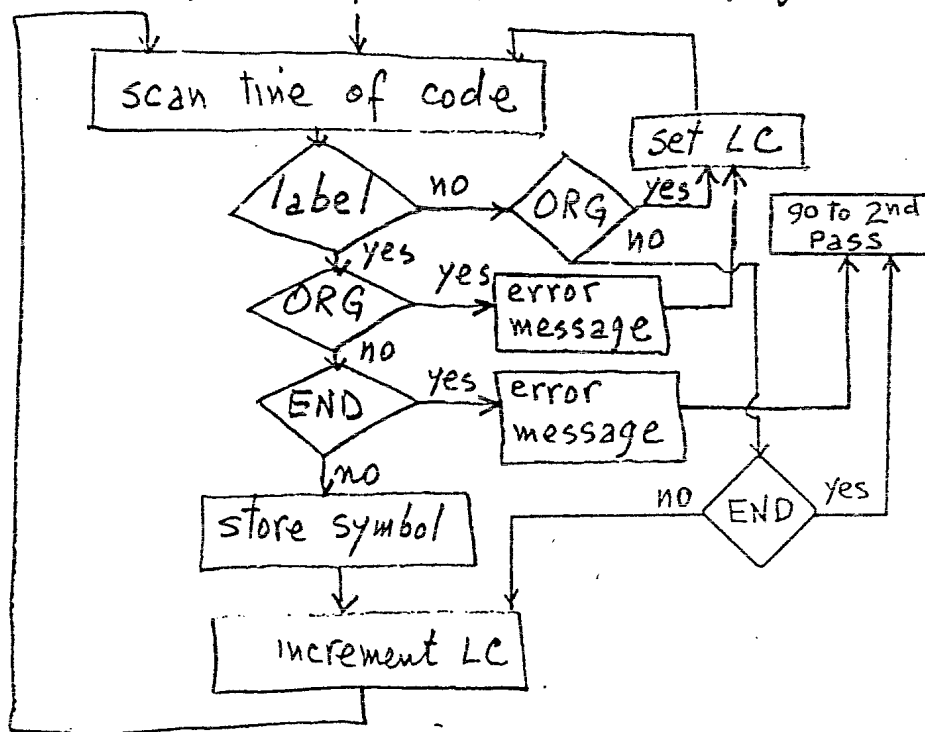 scan line of code
set LC
label
no
ORG
yes
no
go to 2nd
Pass
yes
ORG
yes
error
message
no
END
yes
error
message
no
no
END
yes
store symbol
increment LC